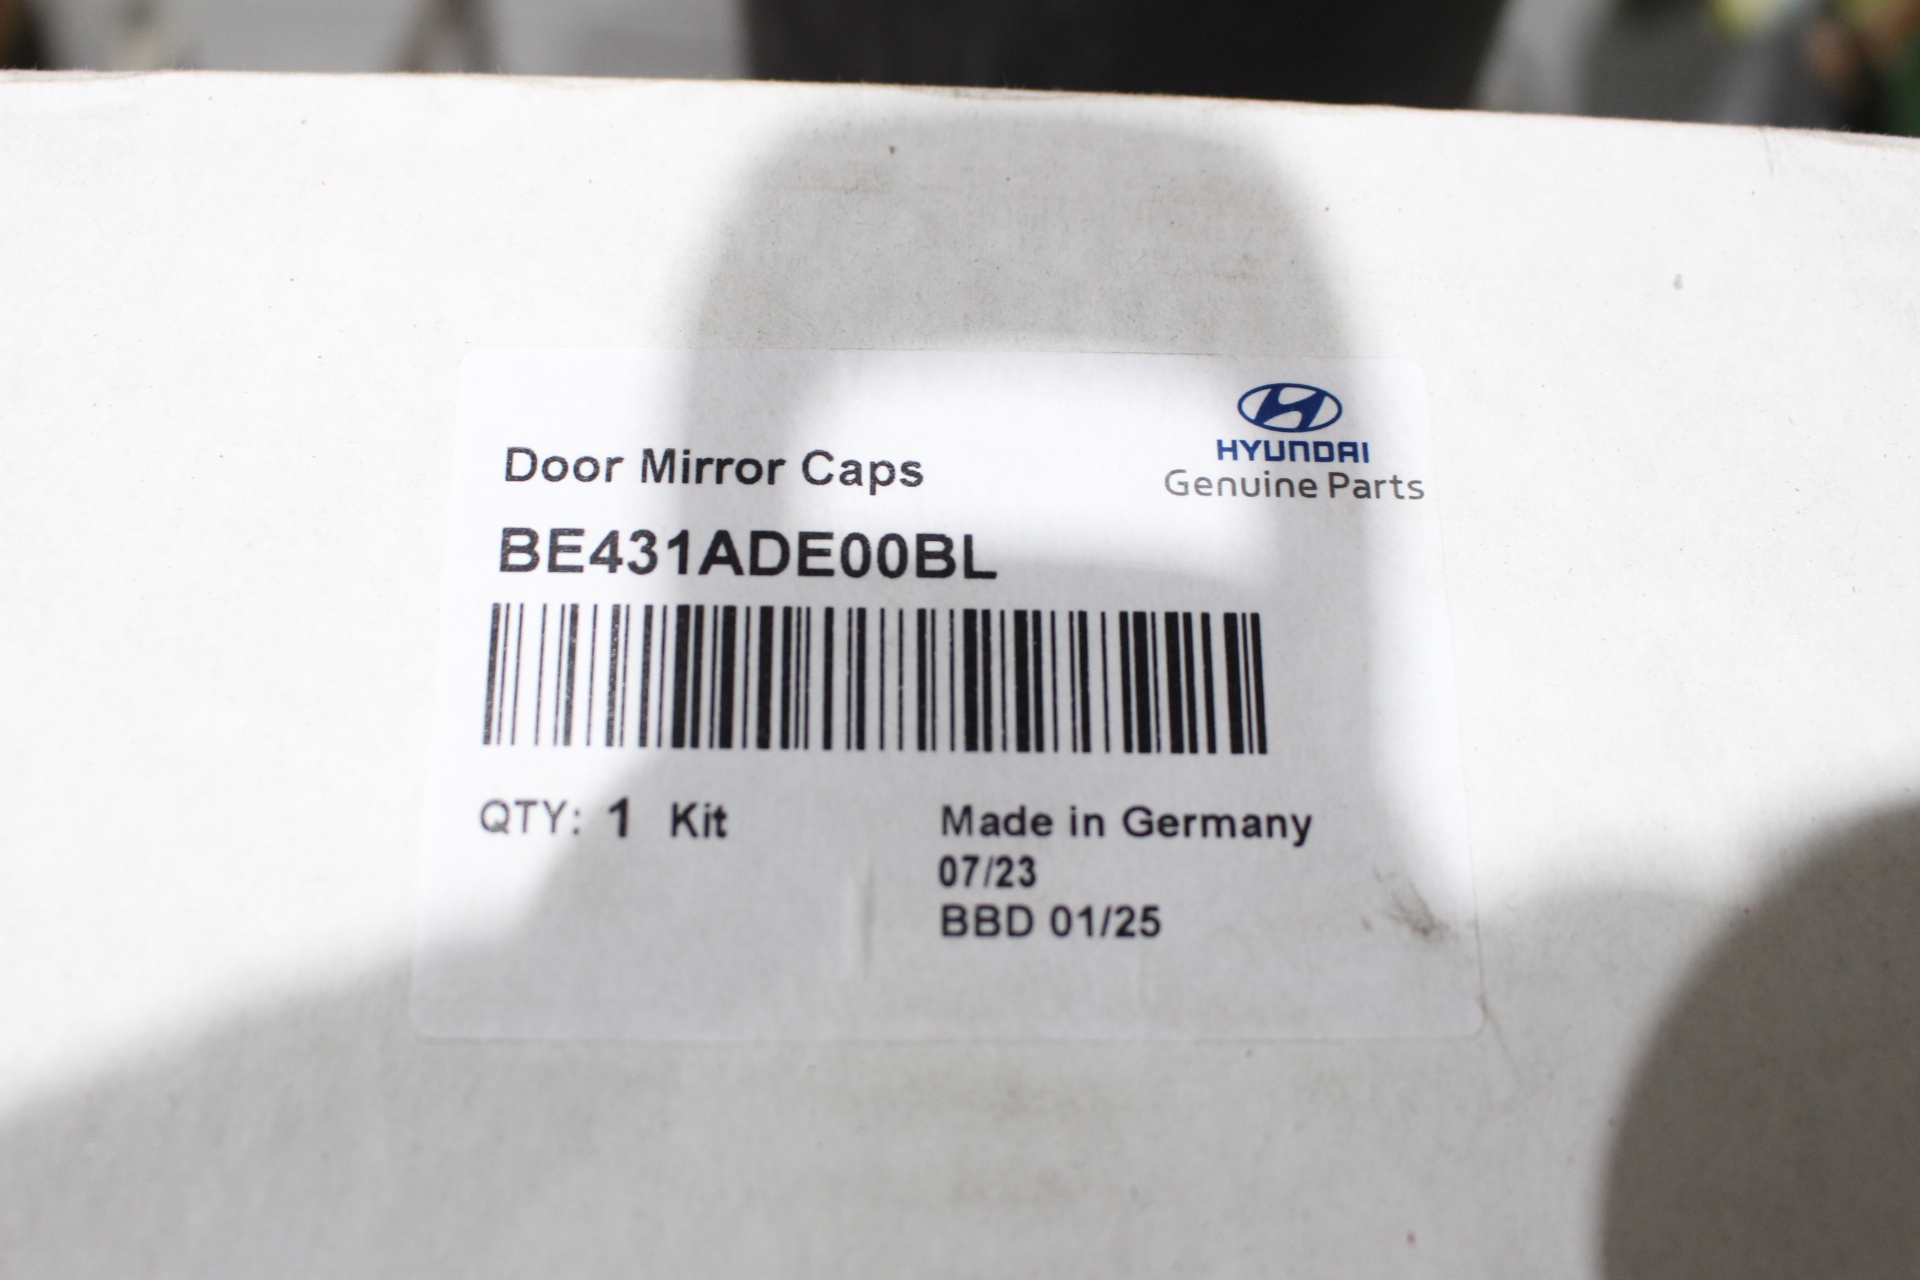 HYUNDAI
Genuine Parts
Door Mirror Caps
BE431ADE00BL
QTY: 1 Kit
Made in Germany
07/23
BBD 01/25